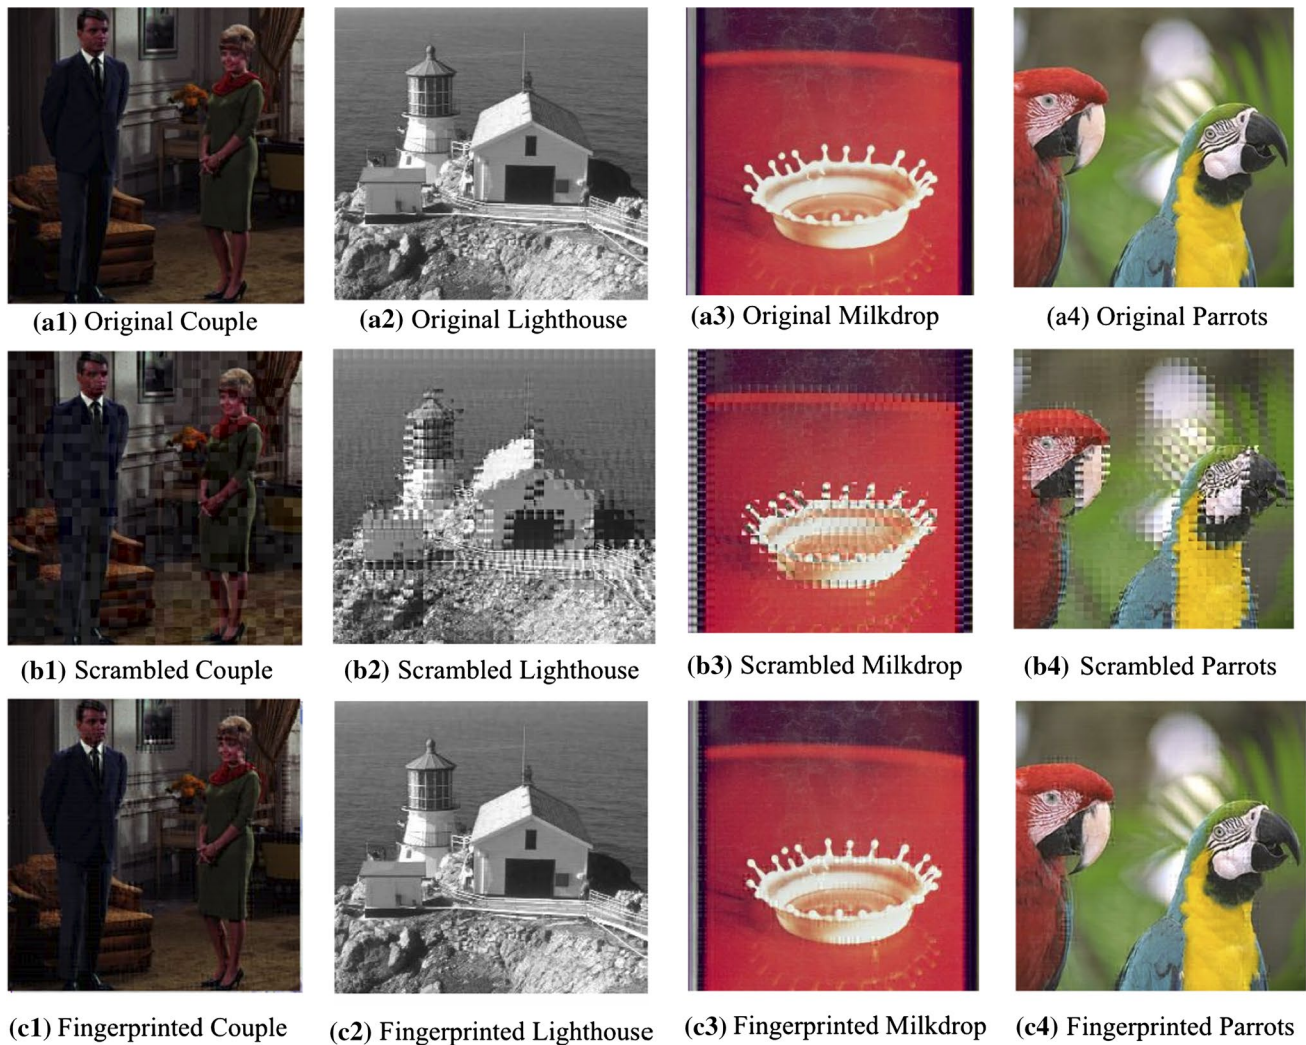 (a1) Original Couple
(a2) Original Lighthouse
(a3) Original Milkdrop
(a4) Original Parrots
(b1) Scrambled Couple
(b2) Scrambled Lighthouse
(b3) Scrambled Milkdrop
(b4) Scrambled Parrots
(c1) Fingerprinted Couple
(c2) Fingerprinted Lighthouse
(c3) Fingerprinted Milkdrop
(c4) Fingerprinted Parrots